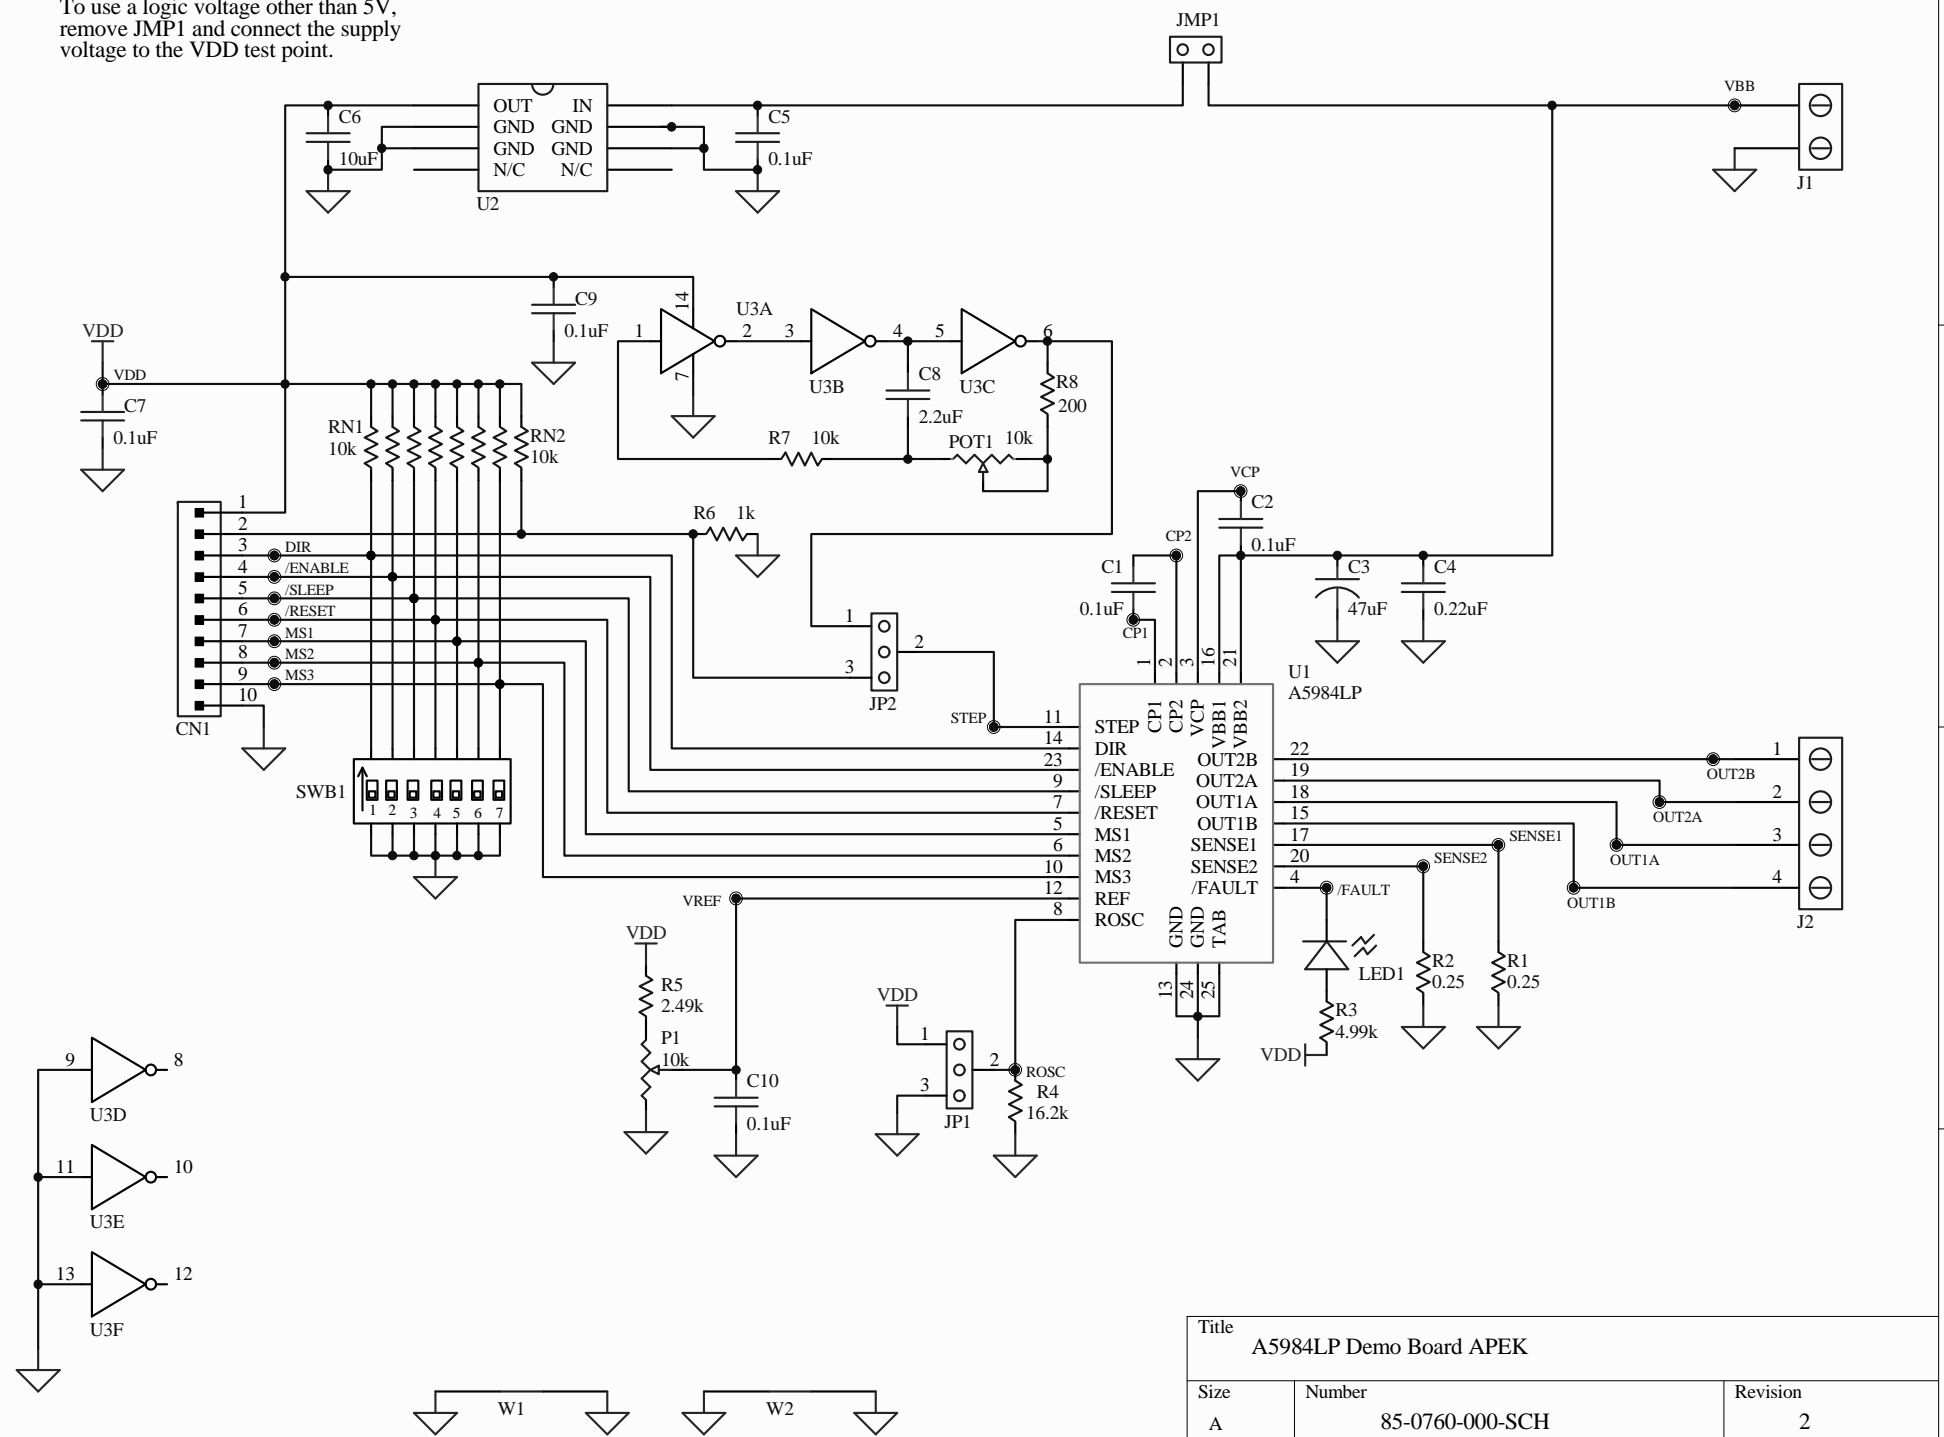 To use a logic voltage other than 5V,
remove JMP1 and connect the supply
voltage to the VDD test point.
JMP1
VBB
J1
OUT IN
GND GND
GND GND
N/C N/C
U2
C6
10uF
C5
0.1uF
C9
0.1uF
14
7
1
U3A
2
3
U3B
4
5
U3C
6
C8
2.2uF
R8
200
R7 10k
POT1 10k
VDD
VDD
C7
0.1uF
RN1
10k
RN2
10k
R6 1k
1
2
3 DIR
4 /ENABLE
5 /SLEEP
6 /RESET
7 MS1
8 MS2
9 MS3
10
CN1
SWB1
1 2 3 4 5 6 7
1
2
3
JP2
STEP
VCP
C2
0.1uF
CP2
C1
0.1uF
CP1
C3
47uF
C4
0.22uF
1
2
3
16
21
U1
A5984LP
CP1
CP2
VCP
VBB1
VBB2
11 STEP
14 DIR
23 /ENABLE
9 /SLEEP
7 /RESET
5 MS1
6 MS2
10 MS3
12 REF
8 ROSC
OUT2B 22
OUT2A 19
OUT1A 18
OUT1B 15
SENSE1 17
SENSE2 20
/FAULT 4
GND
GND
TAB
13
24
25
OUT2B
OUT2A
OUT1A
OUT1B
SENSE1
SENSE2
/FAULT
1
2
3
4
J2
LED1
R3
4.99k
VDD
R2
0.25
R1
0.25
VREF
VDD
R5
2.49k
P1
10k
C10
0.1uF
VDD
1
2
3
JP1
ROSC
R4
16.2k
9
8
U3D
11
10
U3E
13
12
U3F
W1
W2
Title
A5984LP Demo Board APEK
Size
A
Number
85-0760-000-SCH
Revision
2